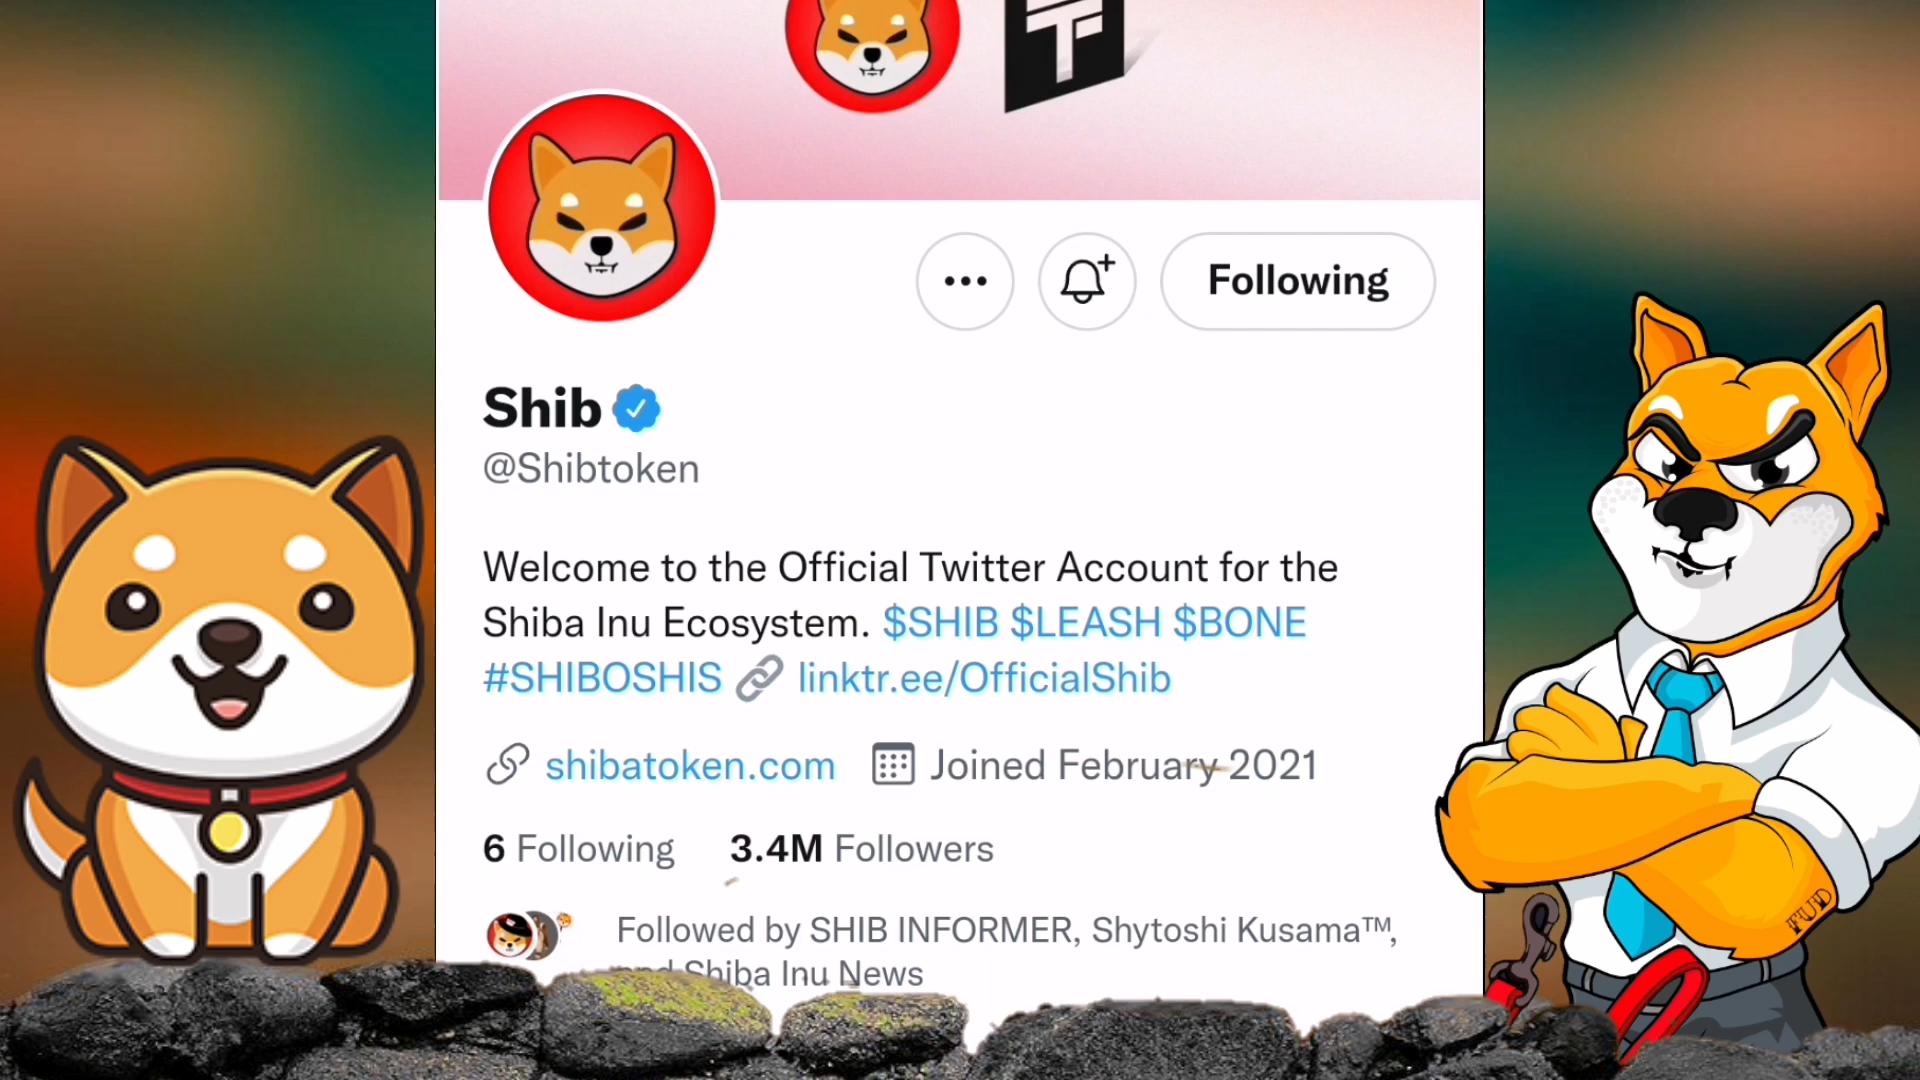 T
Following
Shib
@Shibtoken
Welcome to the Official Twitter Account for the
Shiba Inu Ecosystem. $SHIB $LEASH $BONE
#SHIBOSHIS linktr.ee/OfficialShib
shibatoken.com Joined February 2021
6 Following 3.4M Followers
Followed by SHIB INFORMER, Shytoshi Kusama™,
Shiba Inu News
FUD